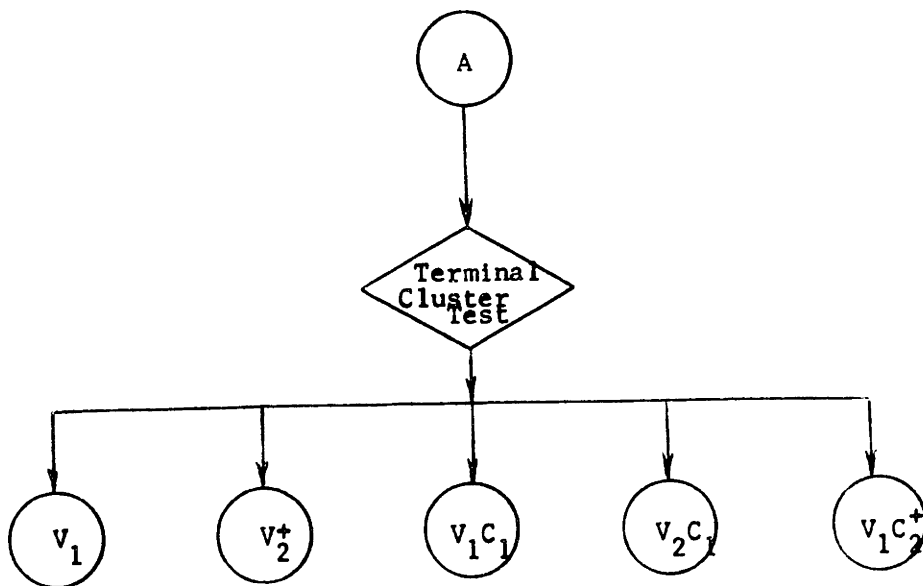 A
Terminal
Cluster
Test
V₁
V₂⁺
V₁C₁
V₂C₁
V₁C₂⁺